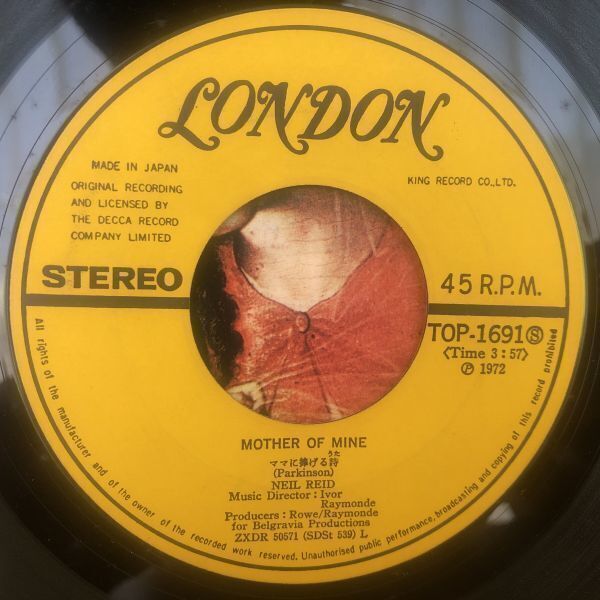 LONDON
MADE IN JAPAN
ORIGINAL RECORDING
AND LICENSED BY
THE DECCA RECORD
COMPANY LIMITED
KING RECORD CO., LTD.
STEREO
45 R.P.M.
TOP-1691Ⓢ
〈Time 3:57〉
Ⓟ 1972
MOTHER OF MINE
うた
ママに捧げる詩
(Parkinson)
NEIL REID
Music Director : Ivor
Raymonde
Producers : Rowe/Raymonde
for Belgravia Productions
ZXDR 50571 (SDSt 539) L
All rights of the manufacturer and of the owner of the recorded work reserved. Unauthorised public performance, broadcasting and copying of this record prohibited